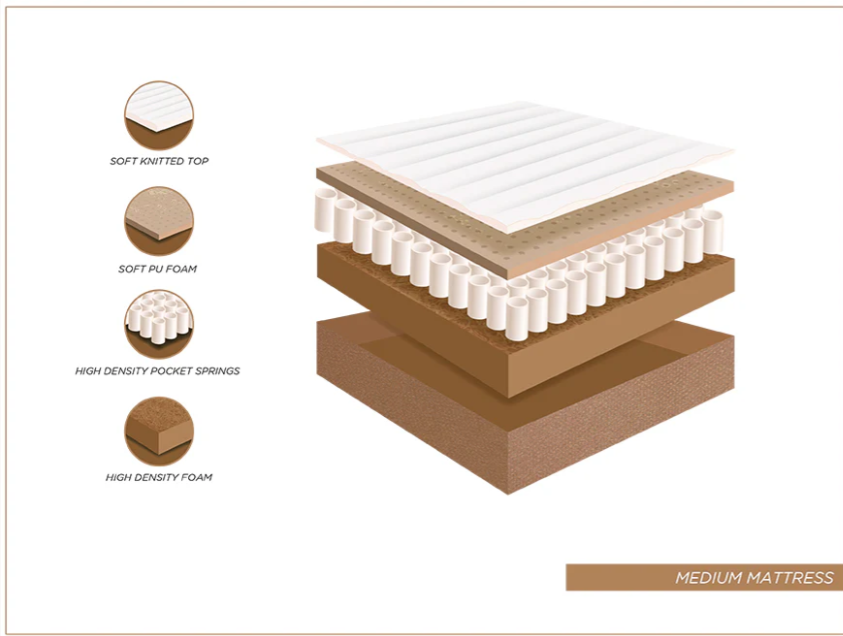 SOFT KNITTED TOP
SOFT PU FOAM
HIGH DENSITY POCKET SPRINGS
HIGH DENSITY FOAM
MEDIUM MATTRESS